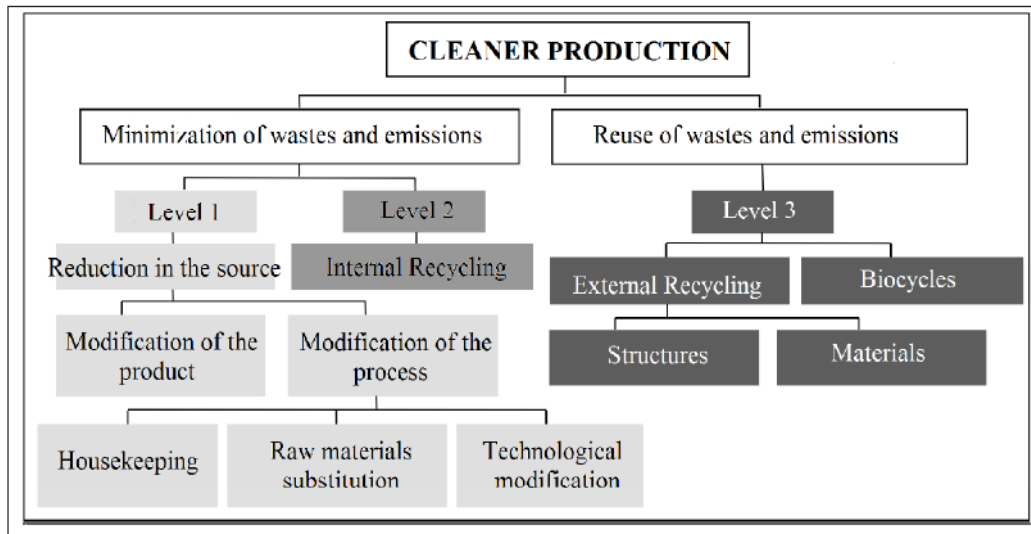 CLEANER PRODUCTION
Minimization of wastes and emissions
Reuse of wastes and emissions
Level 1
Level 2
Level 3
Reduction in the source
Internal Recycling
External Recycling
Biocycles
Modification of the
product
Modification of the
process
Structures
Materials
Housekeeping
Raw materials
substitution
Technological
modification